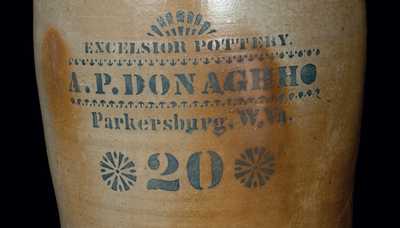 EXCELSIOR POTTERY.
A.P. DONAGHHO
Parkersburg, W.Va.
20